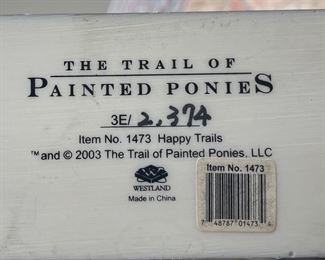 THE TRAIL OF
PAINTED PONIES
3E/ 2,374
Item No. 1473 Happy Trails
™ and © 2003 The Trail of Painted Ponies, LLC
WESTLAND
Made in China
Item No. 1473
7 48787 01473 4